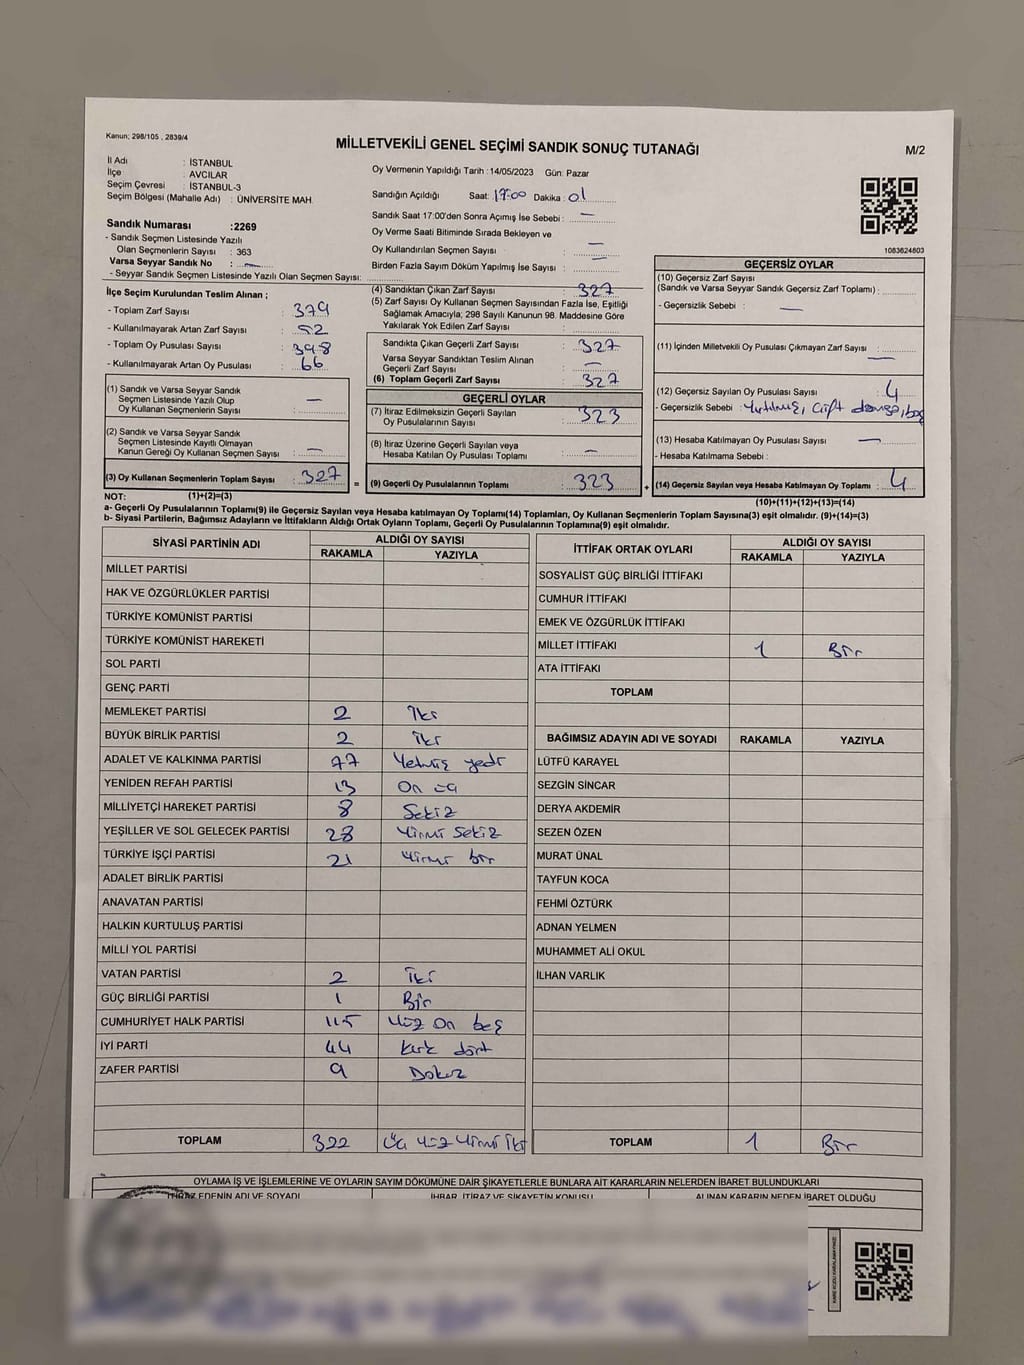 Kanun; 298/105 , 2839/4
MİLLETVEKİLİ GENEL SEÇİMİ SANDIK SONUÇ TUTANAĞI
M/2
İl Adı : İSTANBUL
İlçe : AVCILAR
Seçim Çevresi : İSTANBUL-3
Seçim Bölgesi (Mahalle Adı) : ÜNİVERSİTE MAH.
Sandık Numarası :2269
- Sandık Seçmen Listesinde Yazılı
Olan Seçmenlerin Sayısı : 363
Varsa Seyyar Sandık No : —
- Seyyar Sandık Seçmen Listesinde Yazılı Olan Seçmen Sayısı:
Oy Vermenin Yapıldığı Tarih :14/05/2023 Gün: Pazar
Sandığın Açıldığı Saat: 17:00 Dakika : 01
Sandık Saat 17:00'den Sonra Açımış İse Sebebi : —
Oy Verme Saati Bitiminde Sırada Bekleyen ve
Oy Kullandırılan Seçmen Sayısı : —
Birden Fazla Sayım Döküm Yapılmış İse Sayısı : —
1083624803
İlçe Seçim Kurulundan Teslim Alınan ;
- Toplam Zarf Sayısı : 379
- Kullanılmayarak Artan Zarf Sayısı : 52
- Toplam Oy Pusulası Sayısı : 398
- Kullanılmayarak Artan Oy Pusulası : 66
(1) Sandık ve Varsa Seyyar Sandık
Seçmen Listesinde Yazılı Olup
Oy Kullanan Seçmenlerin Sayısı : —
(2) Sandık ve Varsa Seyyar Sandık
Seçmen Listesinde Kayıtlı Olmayan
Kanun Gereği Oy Kullanan Seçmen Sayısı : —
(3) Oy Kullanan Seçmenlerin Toplam Sayısı : 327
(1)+(2)=(3)
(4) Sandıktan Çıkan Zarf Sayısı : 327
(5) Zarf Sayısı Oy Kullanan Seçmen Sayısından Fazla İse, Eşitliği
Sağlamak Amacıyla; 298 Sayılı Kanunun 98. Maddesine Göre
Yakılarak Yok Edilen Zarf Sayısı :
Sandıkta Çıkan Geçerli Zarf Sayısı : 327
Varsa Seyyar Sandıktan Teslim Alınan
Geçerli Zarf Sayısı : —
(6) Toplam Geçerli Zarf Sayısı : 327
GEÇERLİ OYLAR
(7) İtiraz Edilmeksizin Geçerli Sayılan
Oy Pusulalarının Sayısı : 323
(8) İtiraz Üzerine Geçerli Sayılan veya
Hesaba Katılan Oy Pusulası Toplamı : —
= (9) Geçerli Oy Pusulalarının Toplamı : 323
GEÇERSİZ OYLAR
(10) Geçersiz Zarf Sayısı
(Sandık ve Varsa Seyyar Sandık Geçersiz Zarf Toplamı) :
- Geçersizlik Sebebi : —
(11) İçinden Milletvekili Oy Pusulası Çıkmayan Zarf Sayısı : —
(12) Geçersiz Sayılan Oy Pusulası Sayısı : 4
- Geçersizlik Sebebi : Yırtılmış, çift damga, boş
(13) Hesaba Katılmayan Oy Pusulası Sayısı : —
- Hesaba Katılmama Sebebi :
+ (14) Geçersiz Sayılan veya Hesaba Katılmayan Oy Toplamı : 4
(10)+(11)+(12)+(13)=(14)
NOT:
a- Geçerli Oy Pusulalarının Toplamı(9) ile Geçersiz Sayılan veya Hesaba katılmayan Oy Toplamı(14) Toplamları, Oy Kullanan Seçmenlerin Toplam Sayısına(3) eşit olmalıdır. (9)+(14)=(3)
b- Siyasi Partilerin, Bağımsız Adayların ve İttifakların Aldığı Ortak Oyların Toplamı, Geçerli Oy Pusulalarının Toplamına(9) eşit olmalıdır.
SİYASİ PARTİNİN ADI ALDIĞI OY SAYISI
RAKAMLA YAZIYLA
MİLLET PARTİSİ
HAK VE ÖZGÜRLÜKLER PARTİSİ
TÜRKİYE KOMÜNİST PARTİSİ
TÜRKİYE KOMÜNİST HAREKETİ
SOL PARTİ
GENÇ PARTİ
MEMLEKET PARTİSİ 2 İki
BÜYÜK BİRLİK PARTİSİ 2 İki
ADALET VE KALKINMA PARTİSİ 77 Yetmiş yedi
YENİDEN REFAH PARTİSİ 13 On üç
MİLLİYETÇİ HAREKET PARTİSİ 8 Sekiz
YEŞİLLER VE SOL GELECEK PARTİSİ 28 Yirmi Sekiz
TÜRKİYE İŞÇİ PARTİSİ 21 Yirmi bir
ADALET BİRLİK PARTİSİ
ANAVATAN PARTİSİ
HALKIN KURTULUŞ PARTİSİ
MİLLİ YOL PARTİSİ
VATAN PARTİSİ 2 İki
GÜÇ BİRLİĞİ PARTİSİ 1 Bir
CUMHURİYET HALK PARTİSİ 115 Yüz On beş
İYİ PARTİ 44 Kırk dört
ZAFER PARTİSİ 9 Dokuz
TOPLAM 322 Üç Yüz Yirmi İki
İTTİFAK ORTAK OYLARI ALDIĞI OY SAYISI
RAKAMLA YAZIYLA
SOSYALİST GÜÇ BİRLİĞİ İTTİFAKI
CUMHUR İTTİFAKI
EMEK VE ÖZGÜRLÜK İTTİFAKI
MİLLET İTTİFAKI 1 Bir
ATA İTTİFAKI
TOPLAM
BAĞIMSIZ ADAYIN ADI VE SOYADI RAKAMLA YAZIYLA
LÜTFÜ KARAYEL
SEZGİN SİNCAR
DERYA AKDEMİR
SEZEN ÖZEN
MURAT ÜNAL
TAYFUN KOCA
FEHMİ ÖZTÜRK
ADNAN YELMEN
MUHAMMET ALİ OKUL
İLHAN VARLIK
TOPLAM 1 Bir
OYLAMA İŞ VE İŞLEMLERİNE VE OYLARIN SAYIM DÖKÜMÜNE DAİR ŞİKAYETLERLE BUNLARA AİT KARARLARIN NELERDEN İBARET BULUNDUKLARI
İTİRAZ EDENİN ADI VE SOYADI İHBAR, İTİRAZ VE ŞİKAYETİN KONUSU ALINAN KARARIN NEDEN İBARET OLDUĞU
KARE KODU KARALAMAYINIZ!